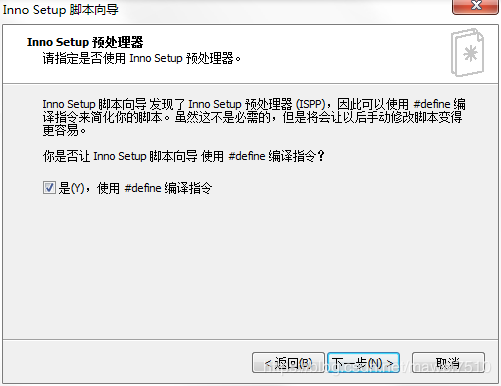 Inno Setup 脚本向导
Inno Setup 预处理器
请指定是否使用 Inno Setup 预处理器。
Inno Setup 脚本向导 发现了 Inno Setup 预处理器 (ISPP)，因此可以使用 #define 编
译指令来简化你的脚本。虽然这不是必需的，但是将会让以后手动修改脚本变得
更容易。
你是否让 Inno Setup 脚本向导 使用 #define 编译指令？
是(Y)，使用 #define 编译指令
< 返回(B) 下一步(N) > 取消